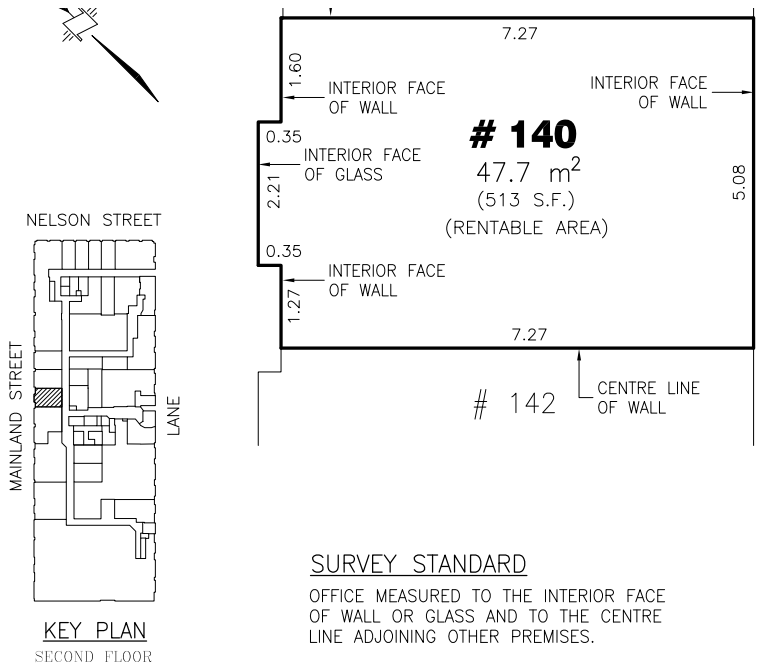 7.27
1.60
INTERIOR FACE
OF WALL
INTERIOR FACE
OF WALL
# 140
0.35
INTERIOR FACE
OF GLASS
47.7 m²
2.21
(513 S.F.)
5.08
(RENTABLE AREA)
0.35
INTERIOR FACE
OF WALL
1.27
7.27
# 142
CENTRE LINE
OF WALL
NELSON STREET
MAINLAND STREET
LANE
KEY PLAN
SECOND FLOOR
SURVEY STANDARD
OFFICE MEASURED TO THE INTERIOR FACE
OF WALL OR GLASS AND TO THE CENTRE
LINE ADJOINING OTHER PREMISES.